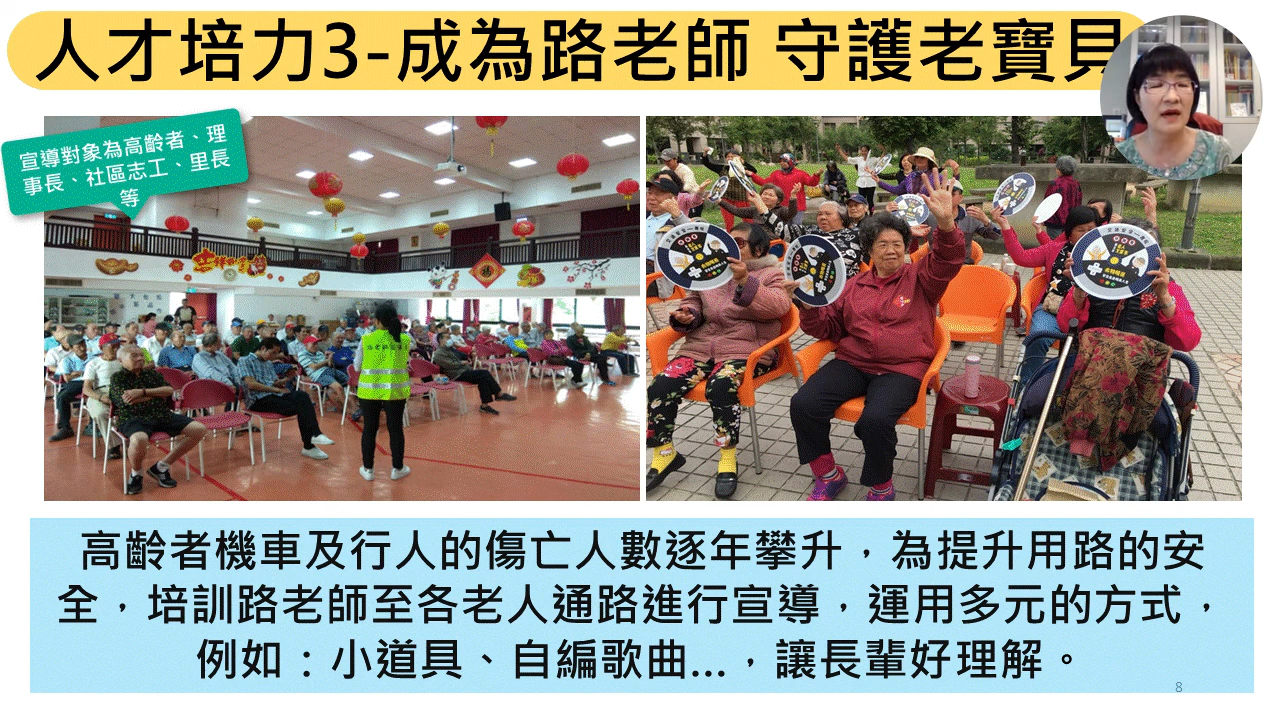 人才培力3-成為路老師 守護老寶貝
宣導對象為高齡者、理
事長、社區志工、里長
等
高齡者機車及行人的傷亡人數逐年攀升，為提升用路的安
全，培訓路老師至各老人通路進行宣導，運用多元的方式，
例如：小道具、自編歌曲...，讓長輩好理解。
8